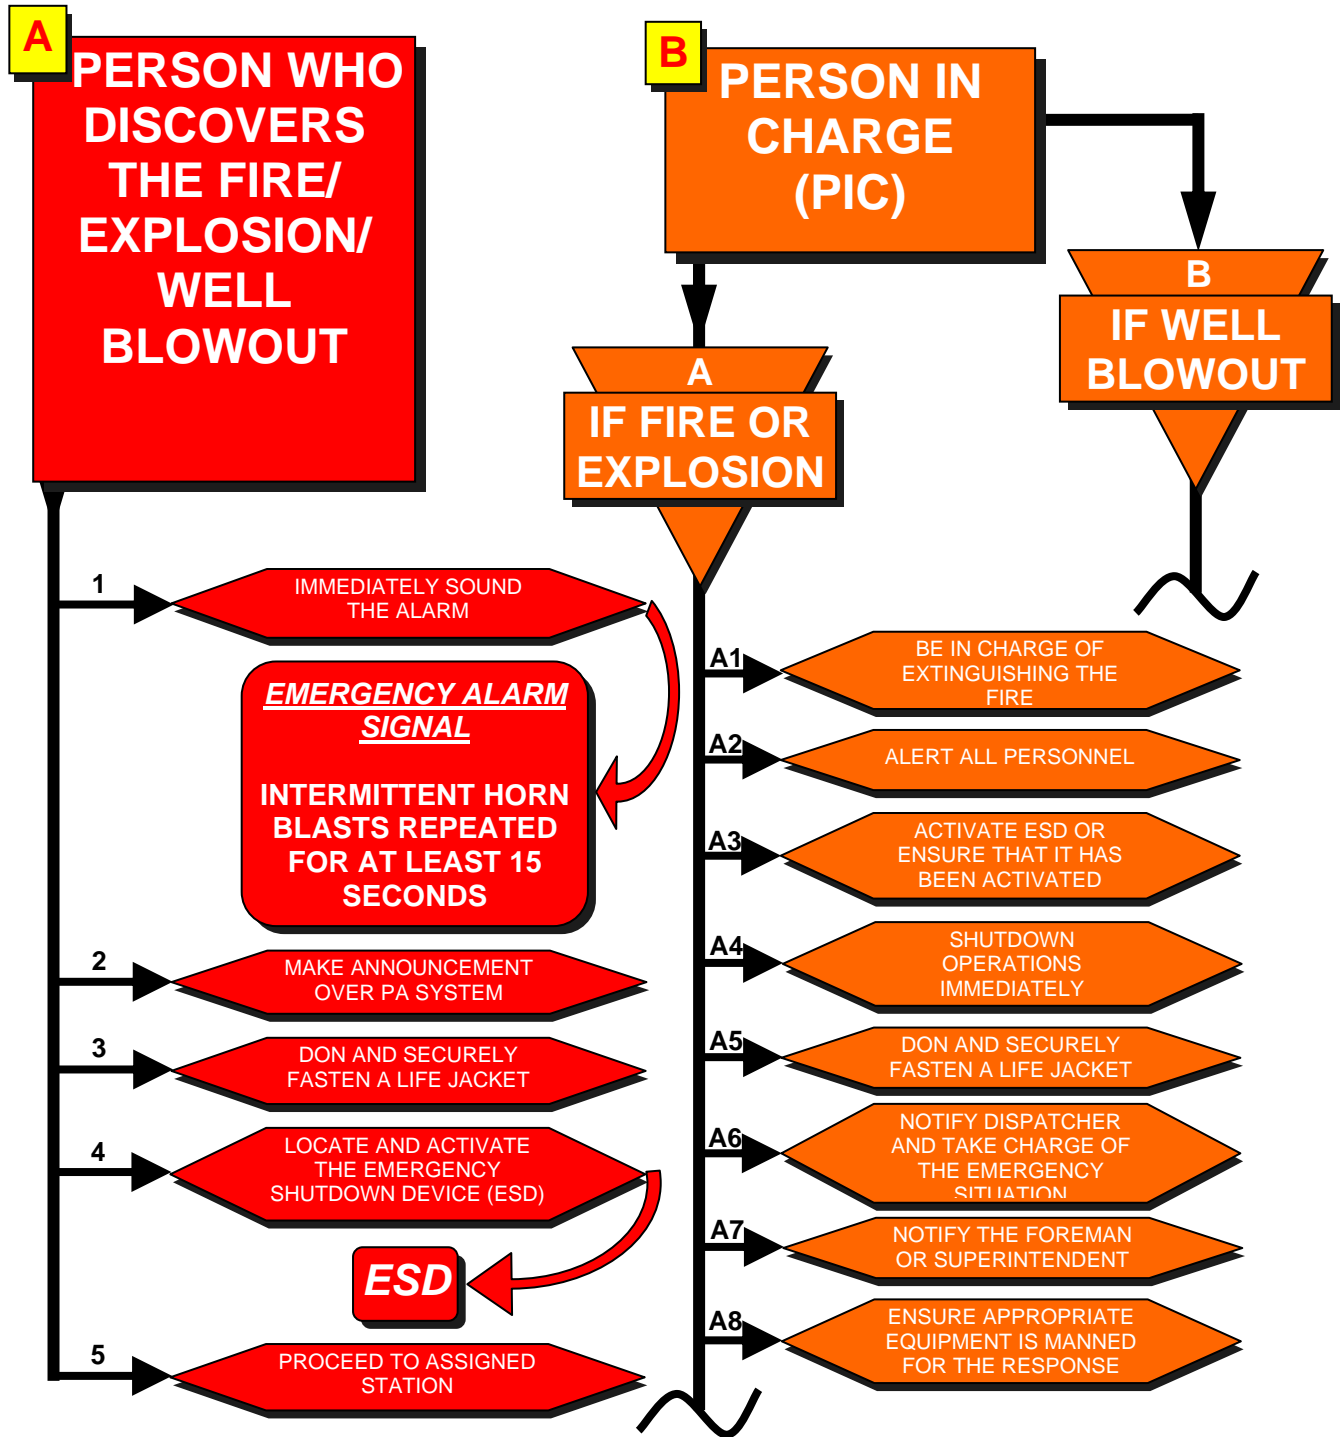 A
PERSON WHO
DISCOVERS
THE FIRE/
EXPLOSION/
WELL
BLOWOUT
1
IMMEDIATELY SOUND
THE ALARM
EMERGENCY ALARM
SIGNAL
INTERMITTENT HORN
BLASTS REPEATED
FOR AT LEAST 15
SECONDS
2
MAKE ANNOUNCEMENT
OVER PA SYSTEM
3
DON AND SECURELY
FASTEN A LIFE JACKET
4
LOCATE AND ACTIVATE
THE EMERGENCY
SHUTDOWN DEVICE (ESD)
ESD
5
PROCEED TO ASSIGNED
STATION
B
PERSON IN
CHARGE
(PIC)
A
IF FIRE OR
EXPLOSION
A1
BE IN CHARGE OF
EXTINGUISHING THE
FIRE
A2
ALERT ALL PERSONNEL
A3
ACTIVATE ESD OR
ENSURE THAT IT HAS
BEEN ACTIVATED
A4
SHUTDOWN
OPERATIONS
IMMEDIATELY
A5
DON AND SECURELY
FASTEN A LIFE JACKET
A6
NOTIFY DISPATCHER
AND TAKE CHARGE OF
THE EMERGENCY
SITUATION
A7
NOTIFY THE FOREMAN
OR SUPERINTENDENT
A8
ENSURE APPROPRIATE
EQUIPMENT IS MANNED
FOR THE RESPONSE
B
IF WELL
BLOWOUT